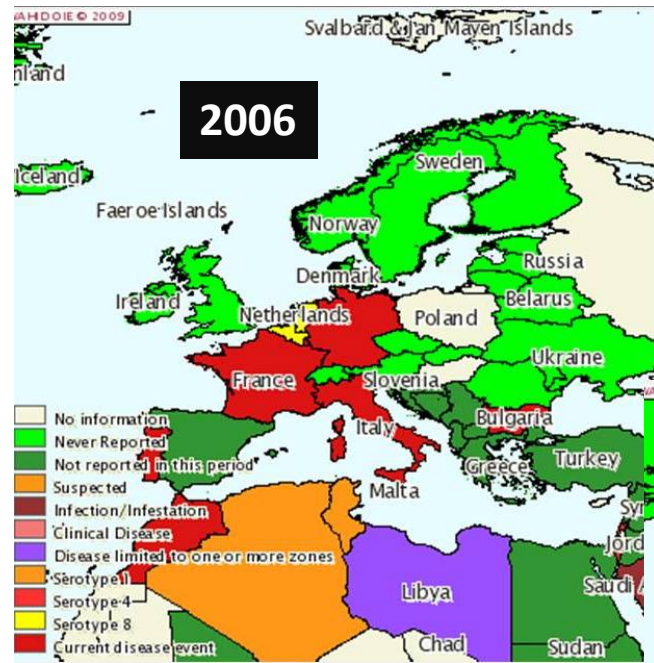 WAHDOIE © 2009
Svalbard & Jan Mayen Islands
nland
2006
Iceland
Sweden
Faeroe Islands
Norway
Russia
Denmark
Ireland
Belarus
Netherlands
Poland
Ukraine
France
Slovenia
Italy
Bulgaria
Greece
Turkey
Malta
Syr
Jord
Libya
Saudi A
Chad
Sudan
No information
Never Reported
Not reported in this period
Suspected
Infection/Infestation
Clinical Disease
Disease limited to one or more zones
Serotype 1
Serotype 4
Serotype 8
Current disease event